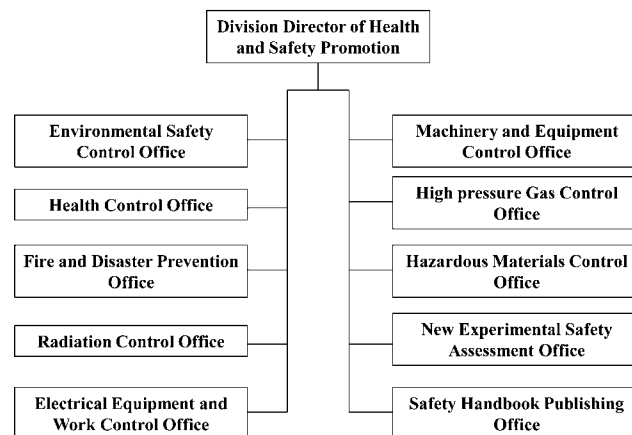 Division Director of Health
and Safety Promotion
Environmental Safety
Control Office
Health Control Office
Fire and Disaster Prevention
Office
Radiation Control Office
Electrical Equipment and
Work Control Office
Machinery and Equipment
Control Office
High pressure Gas Control
Office
Hazardous Materials Control
Office
New Experimental Safety
Assessment Office
Safety Handbook Publishing
Office